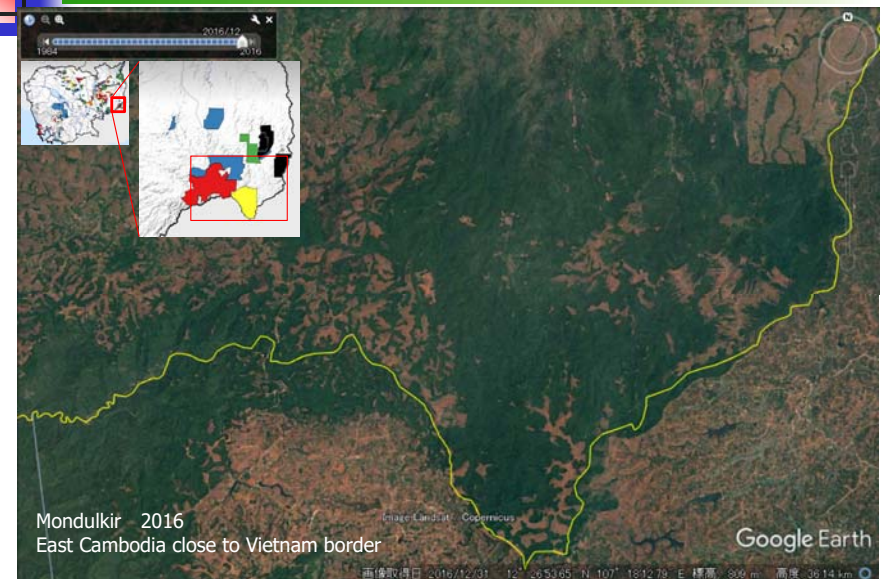 2016/12
1984
2016
N
Mondulkir 2016
East Cambodia close to Vietnam border
Image Landsat / Copernicus
Google Earth
画像取得日 2016/12/31 12° 26'53.65" N 107° 18'12.79" E 標高 809 m 高度 36.14 km